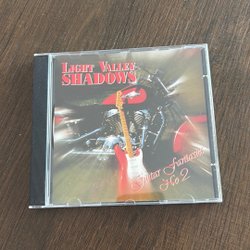 LIGHT VALLEY
SHADOWS
Guitar Fantasies
No 2